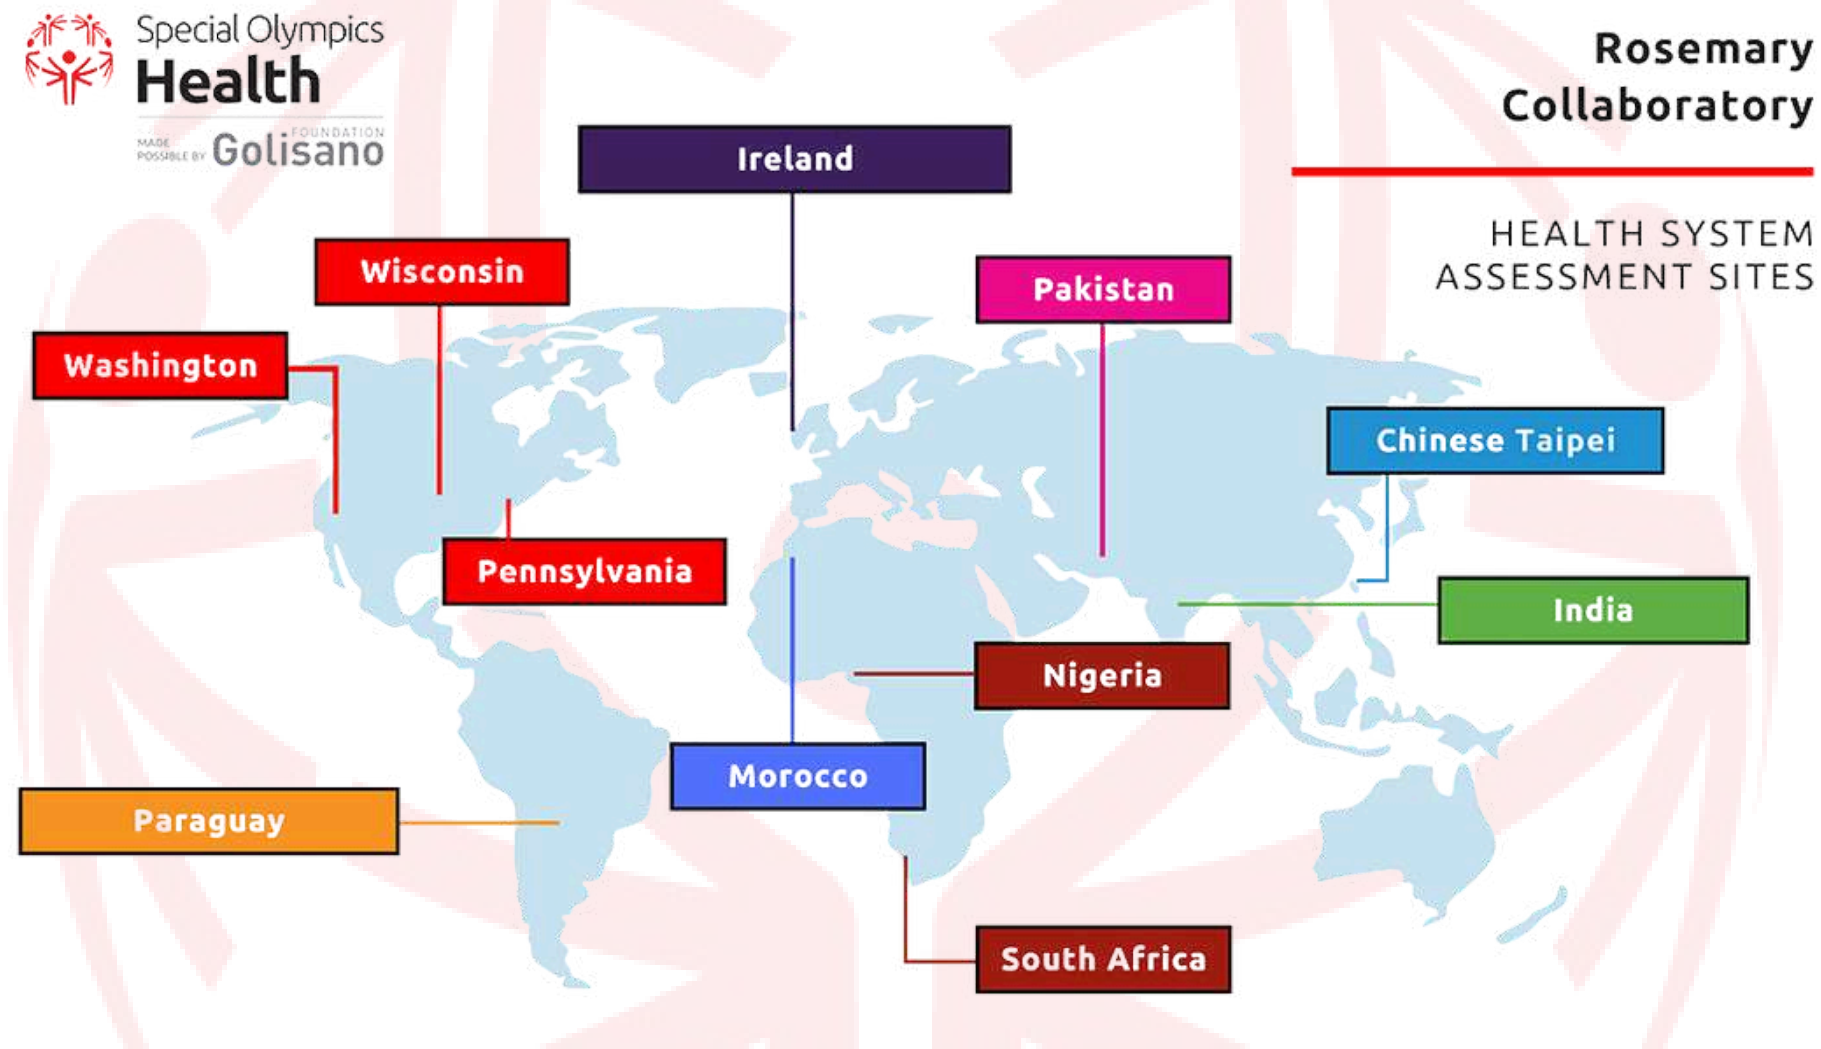 Special Olympics
Health
MADE
POSSIBLE BY
FOUNDATION
Golisano
Rosemary
Collaboratory
HEALTH SYSTEM
ASSESSMENT SITES
Ireland
Wisconsin
Pakistan
Washington
Chinese Taipei
Pennsylvania
India
Nigeria
Morocco
Paraguay
South Africa